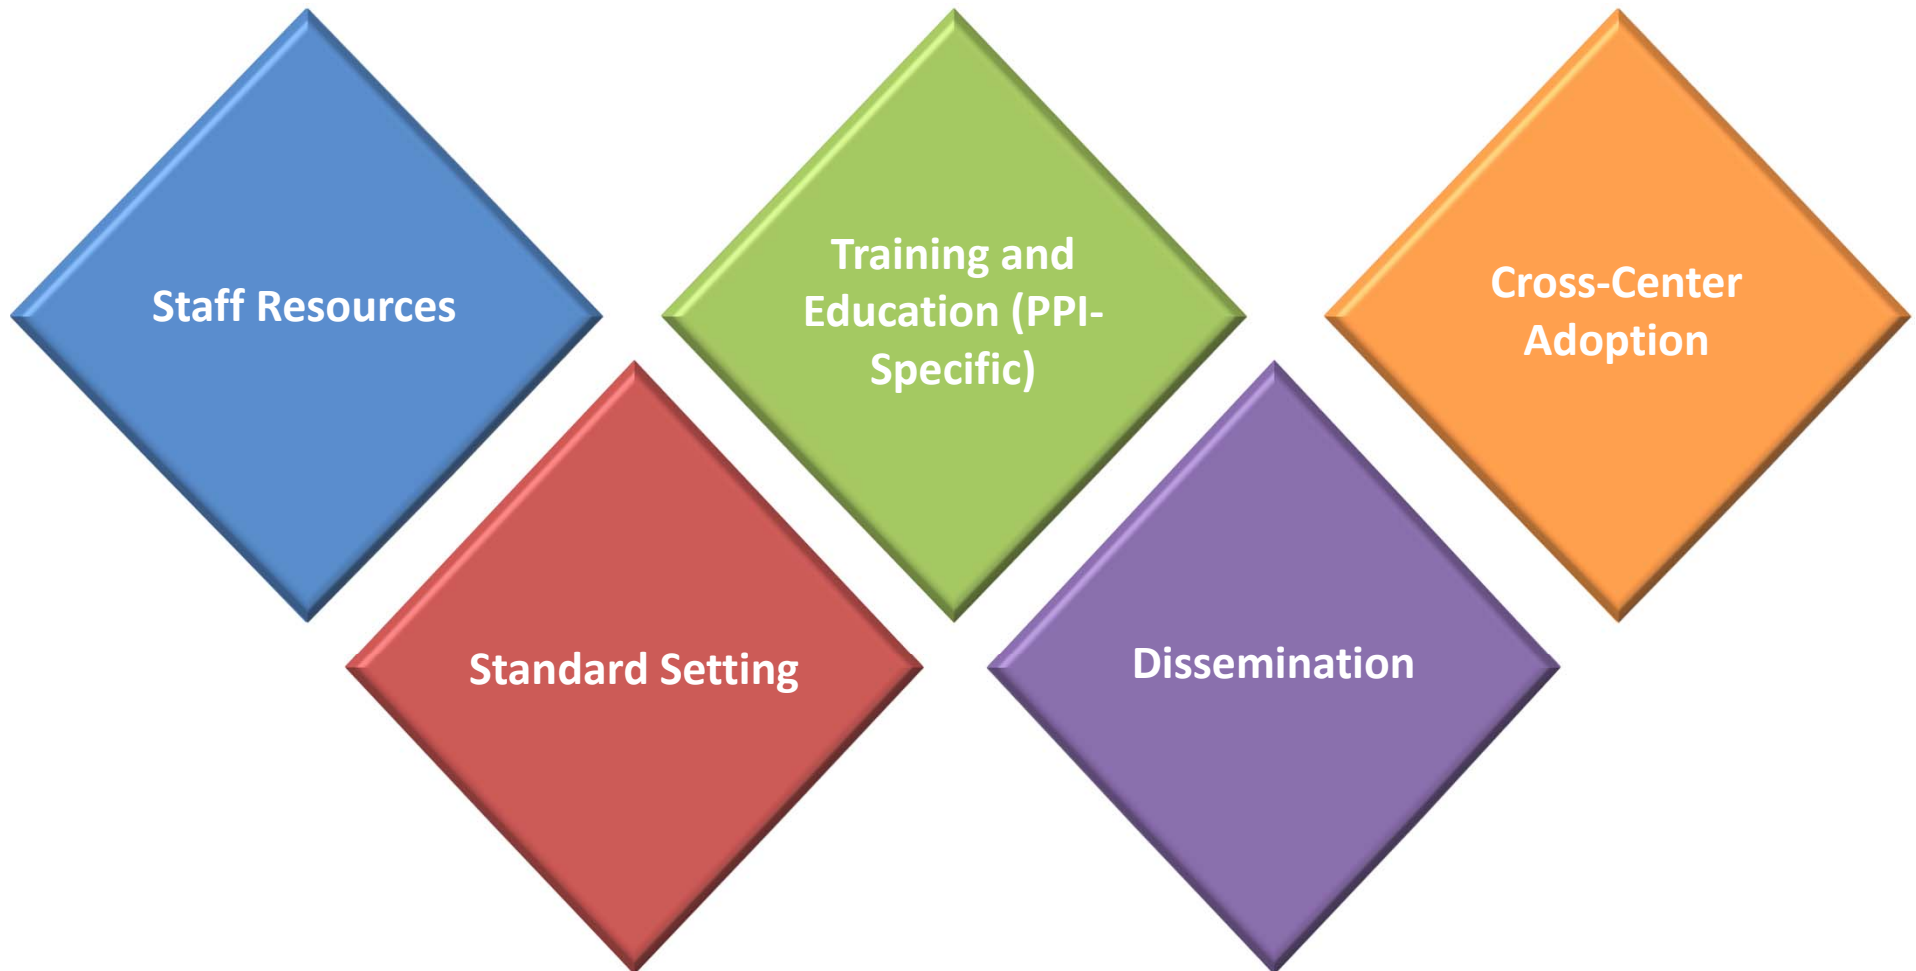 Staff Resources
Training and
Education (PPI-
Specific)
Cross-Center
Adoption
Standard Setting
Dissemination